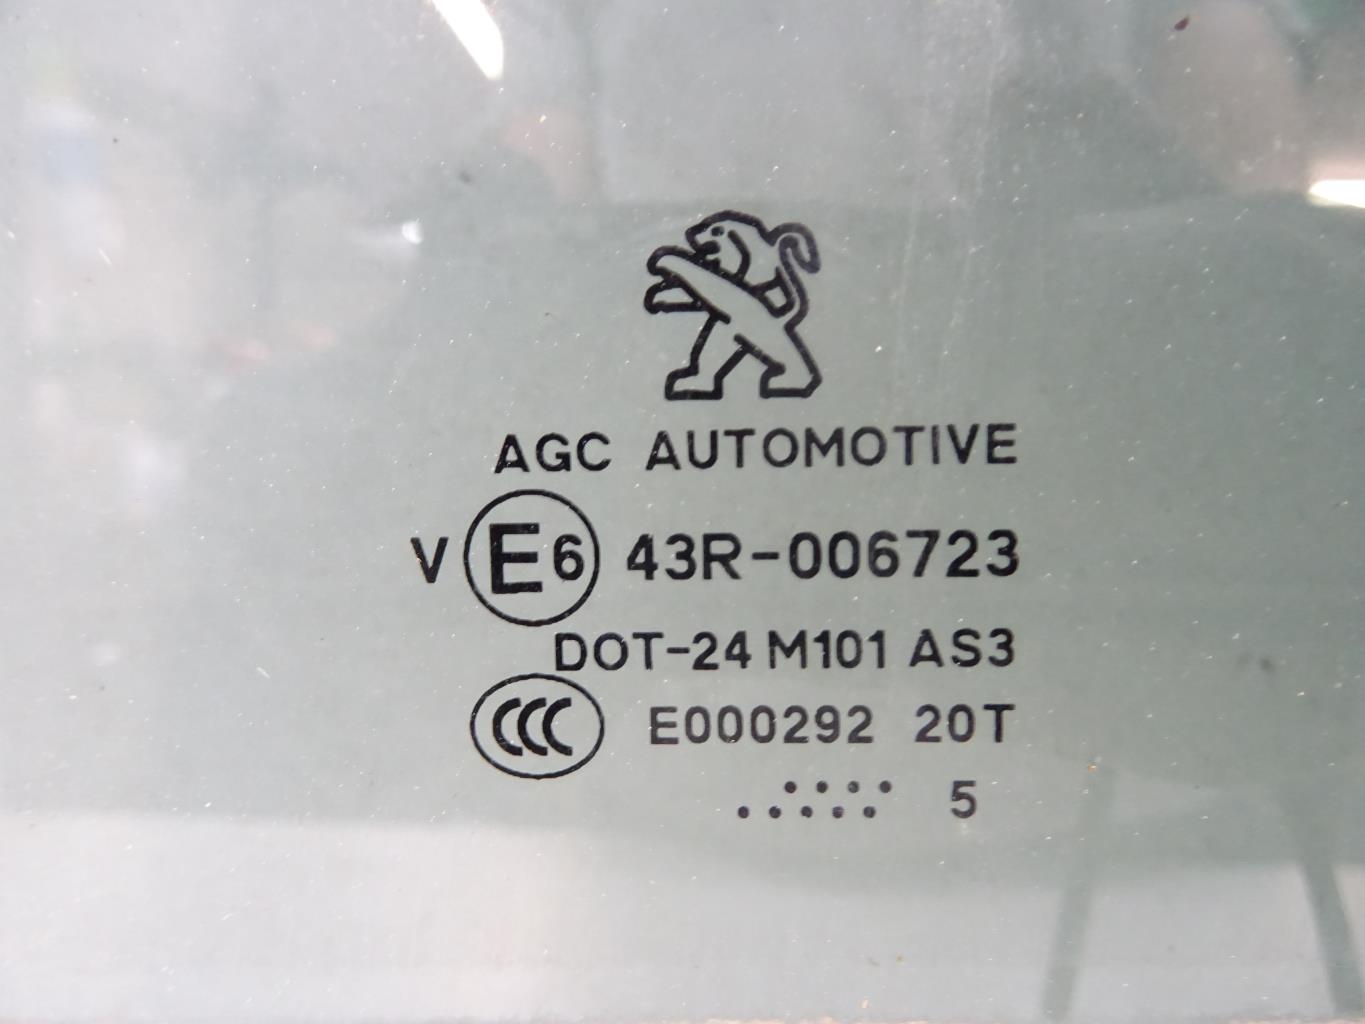 AGC AUTOMOTIVE
V E6 43R-006723
DOT-24 M101 AS3
CCC E000292 20T
5